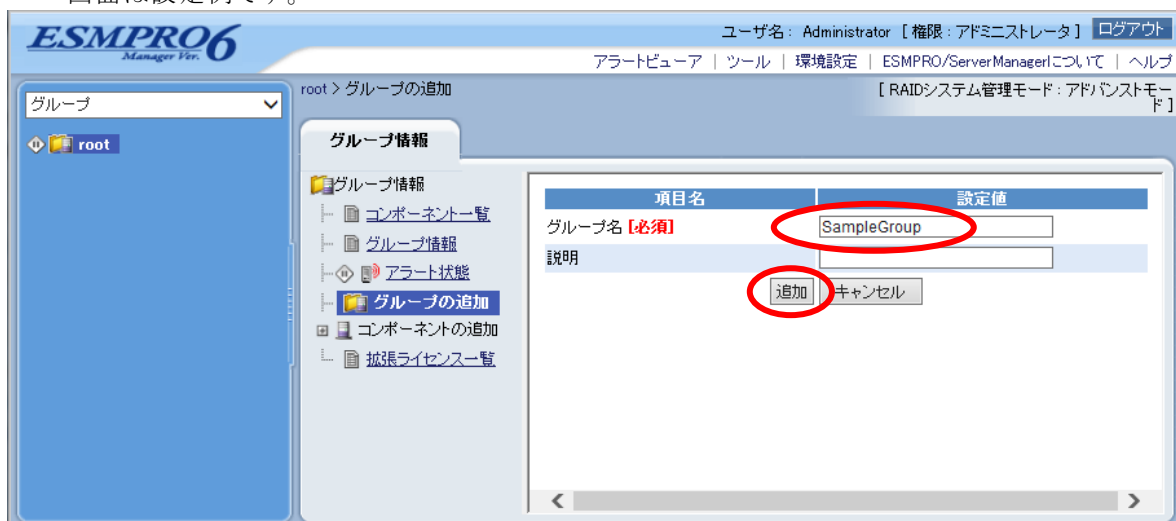 画面は設定例です。
ESMPRO6
Manager Ver.
ユーザ名： Administrator [ 権限：アドミニストレータ ] ログアウト
アラートビューア | ツール | 環境設定 | ESMPRO/ServerManagerについて | ヘルプ
グループ
root
root > グループの追加
[ RAIDシステム管理モード：アドバンストモー
ド ]
グループ情報
グループ情報
コンポーネント一覧
グループ情報
アラート状態
グループの追加
コンポーネントの追加
拡張ライセンス一覧
項目名 設定値
グループ名 [必須] SampleGroup
説明
追加 キャンセル